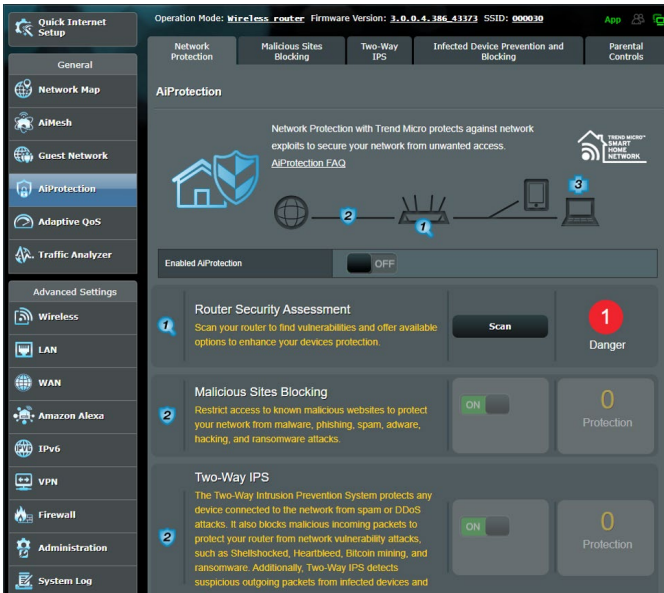 Quick Internet
Setup
Operation Mode: Wireless router Firmware Version: 3.0.0.4.386_43373 SSID: 000030
App
General
Network Map
AiMesh
Guest Network
AiProtection
Adaptive QoS
Traffic Analyzer
Advanced Settings
Wireless
LAN
WAN
Amazon Alexa
IPv6
VPN
Firewall
Administration
System Log
Network
Protection
Malicious Sites
Blocking
Two-Way
IPS
Infected Device Prevention and
Blocking
Parental
Controls
AiProtection
Network Protection with Trend Micro protects against network
exploits to secure your network from unwanted access.
AiProtection FAQ
TREND MICRO™
SMART
HOME
NETWORK
3
2
1
Enabled AiProtection
OFF
1
Router Security Assessment
Scan your router to find vulnerabilities and offer available
options to enhance your devices protection.
Scan
1
Danger
2
Malicious Sites Blocking
Restrict access to known malicious websites to protect
your network from malware, phishing, spam, adware,
hacking, and ransomware attacks.
ON
0
Protection
2
Two-Way IPS
The Two-Way Intrusion Prevention System protects any
device connected to the network from spam or DDoS
attacks. It also blocks malicious incoming packets to
protect your router from network vulnerability attacks,
such as Shellshocked, Heartbleed, Bitcoin mining, and
ransomware. Additionally, Two-Way IPS detects
suspicious outgoing packets from infected devices and
ON
0
Protection